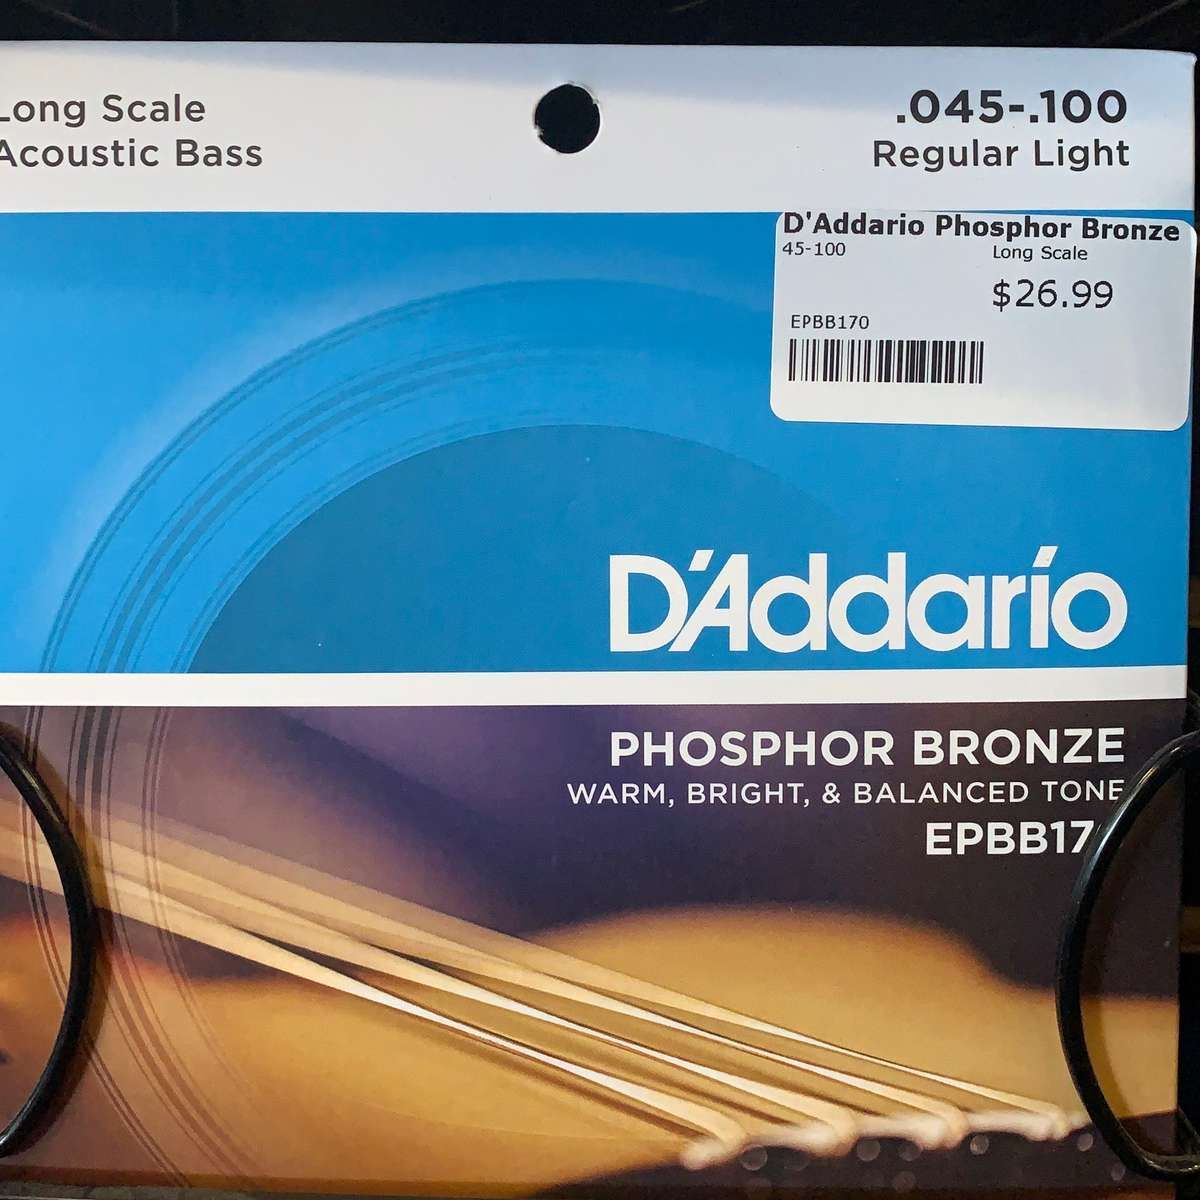 Long Scale
Acoustic Bass
.045-.100
Regular Light
D'Addario Phosphor Bronze
45-100 Long Scale
$26.99
EPBB170
D'Addario
PHOSPHOR BRONZE
WARM, BRIGHT, & BALANCED TONE
EPBB17